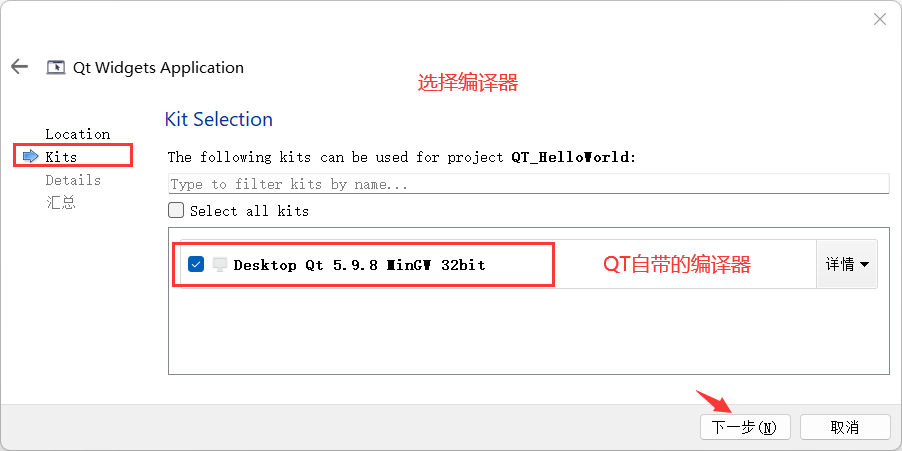 Qt Widgets Application
选择编译器
Location
Kits
Details
汇总
Kit Selection
The following kits can be used for project QT_HelloWorld:
Type to filter kits by name...
Select all kits
Desktop Qt 5.9.8 MinGW 32bit
QT自带的编译器
详情
下一步(N)
取消